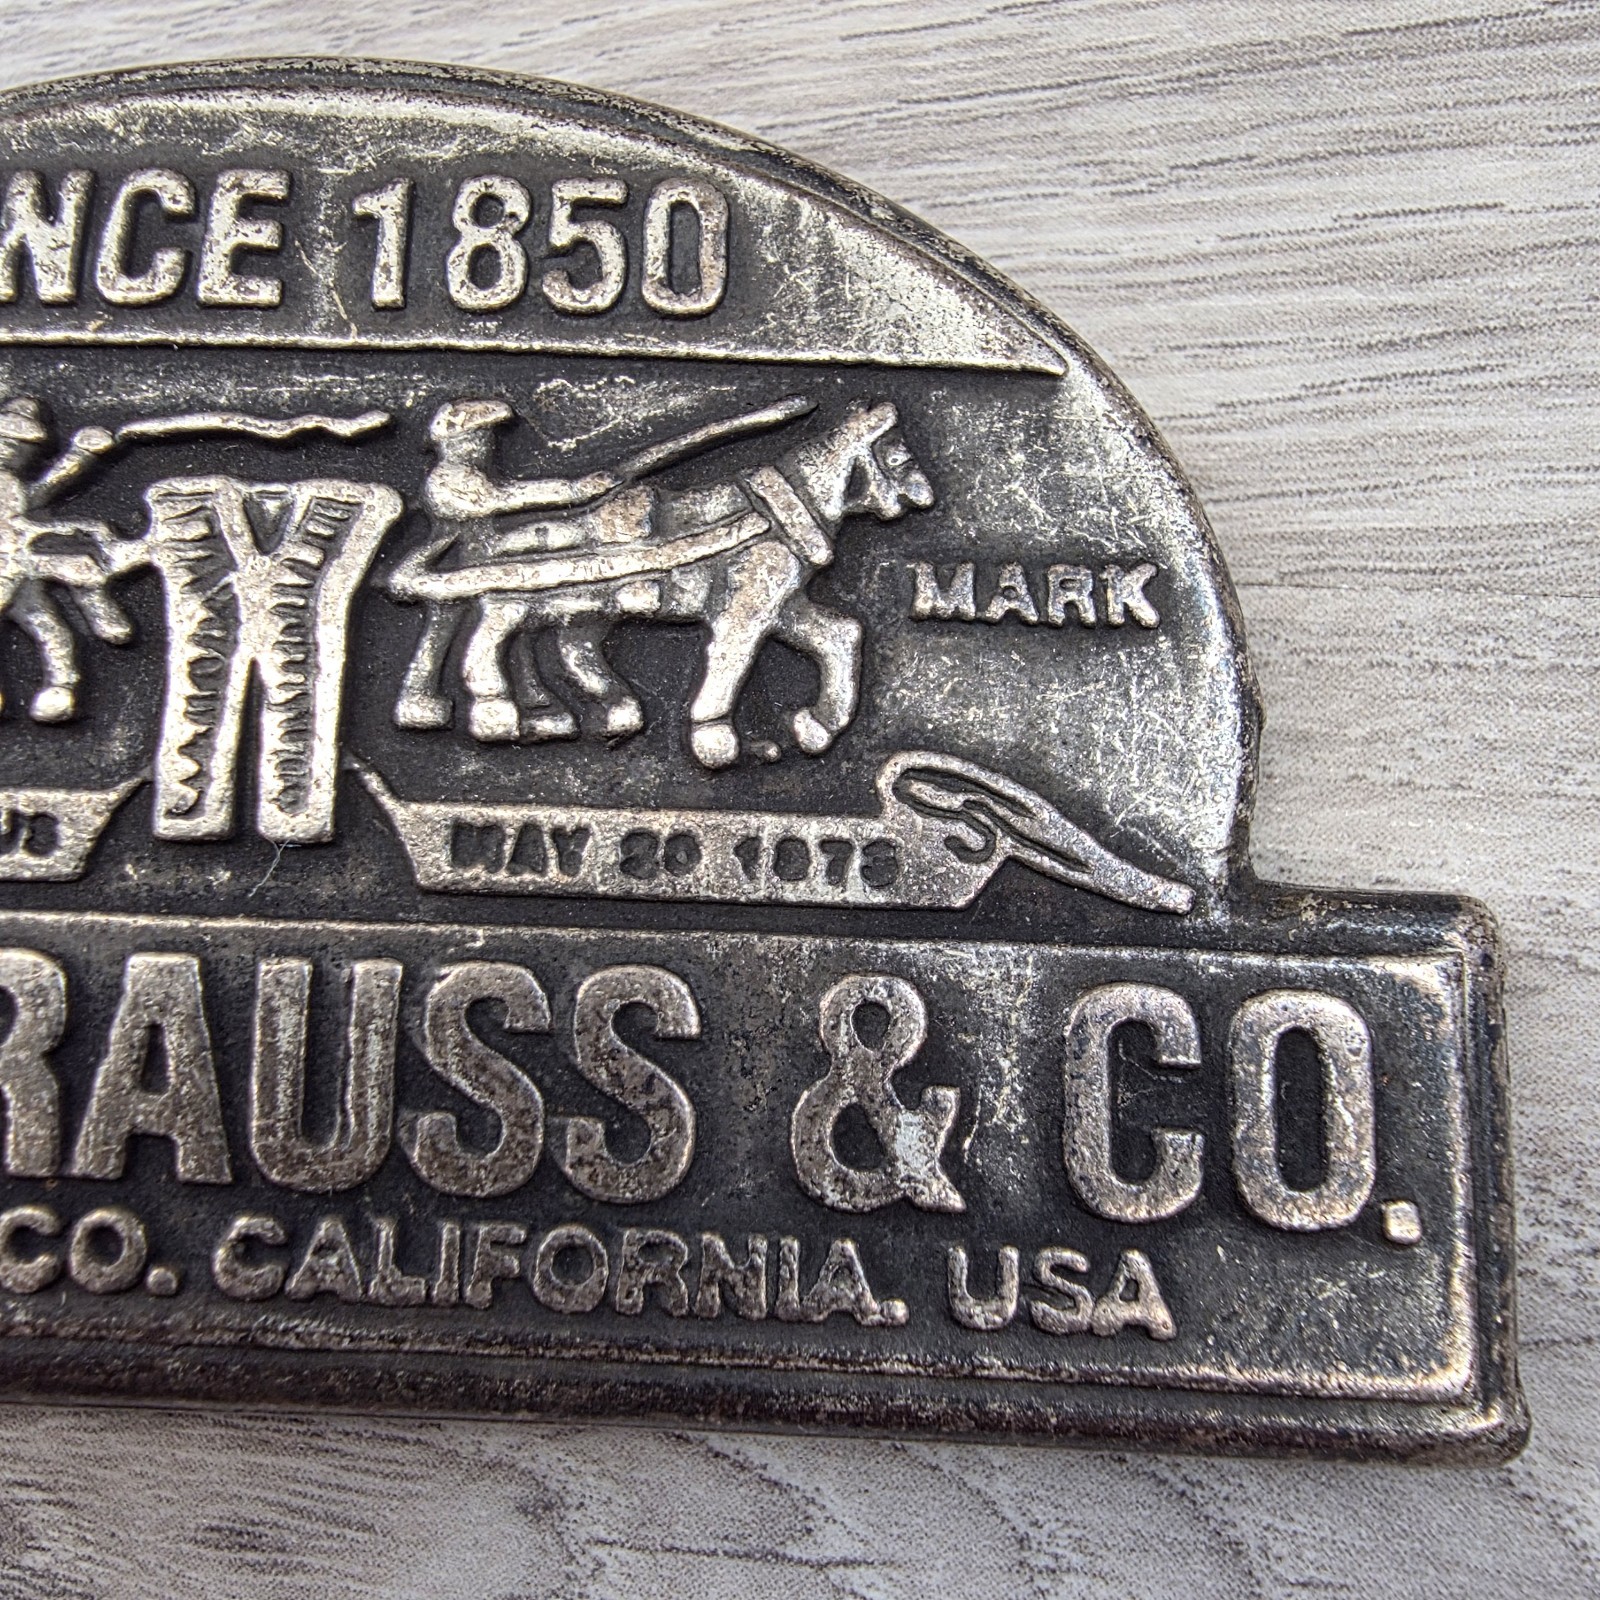 NCE 1850
MARK
MAY 20 1873
RAUSS & CO.
CO. CALIFORNIA. USA